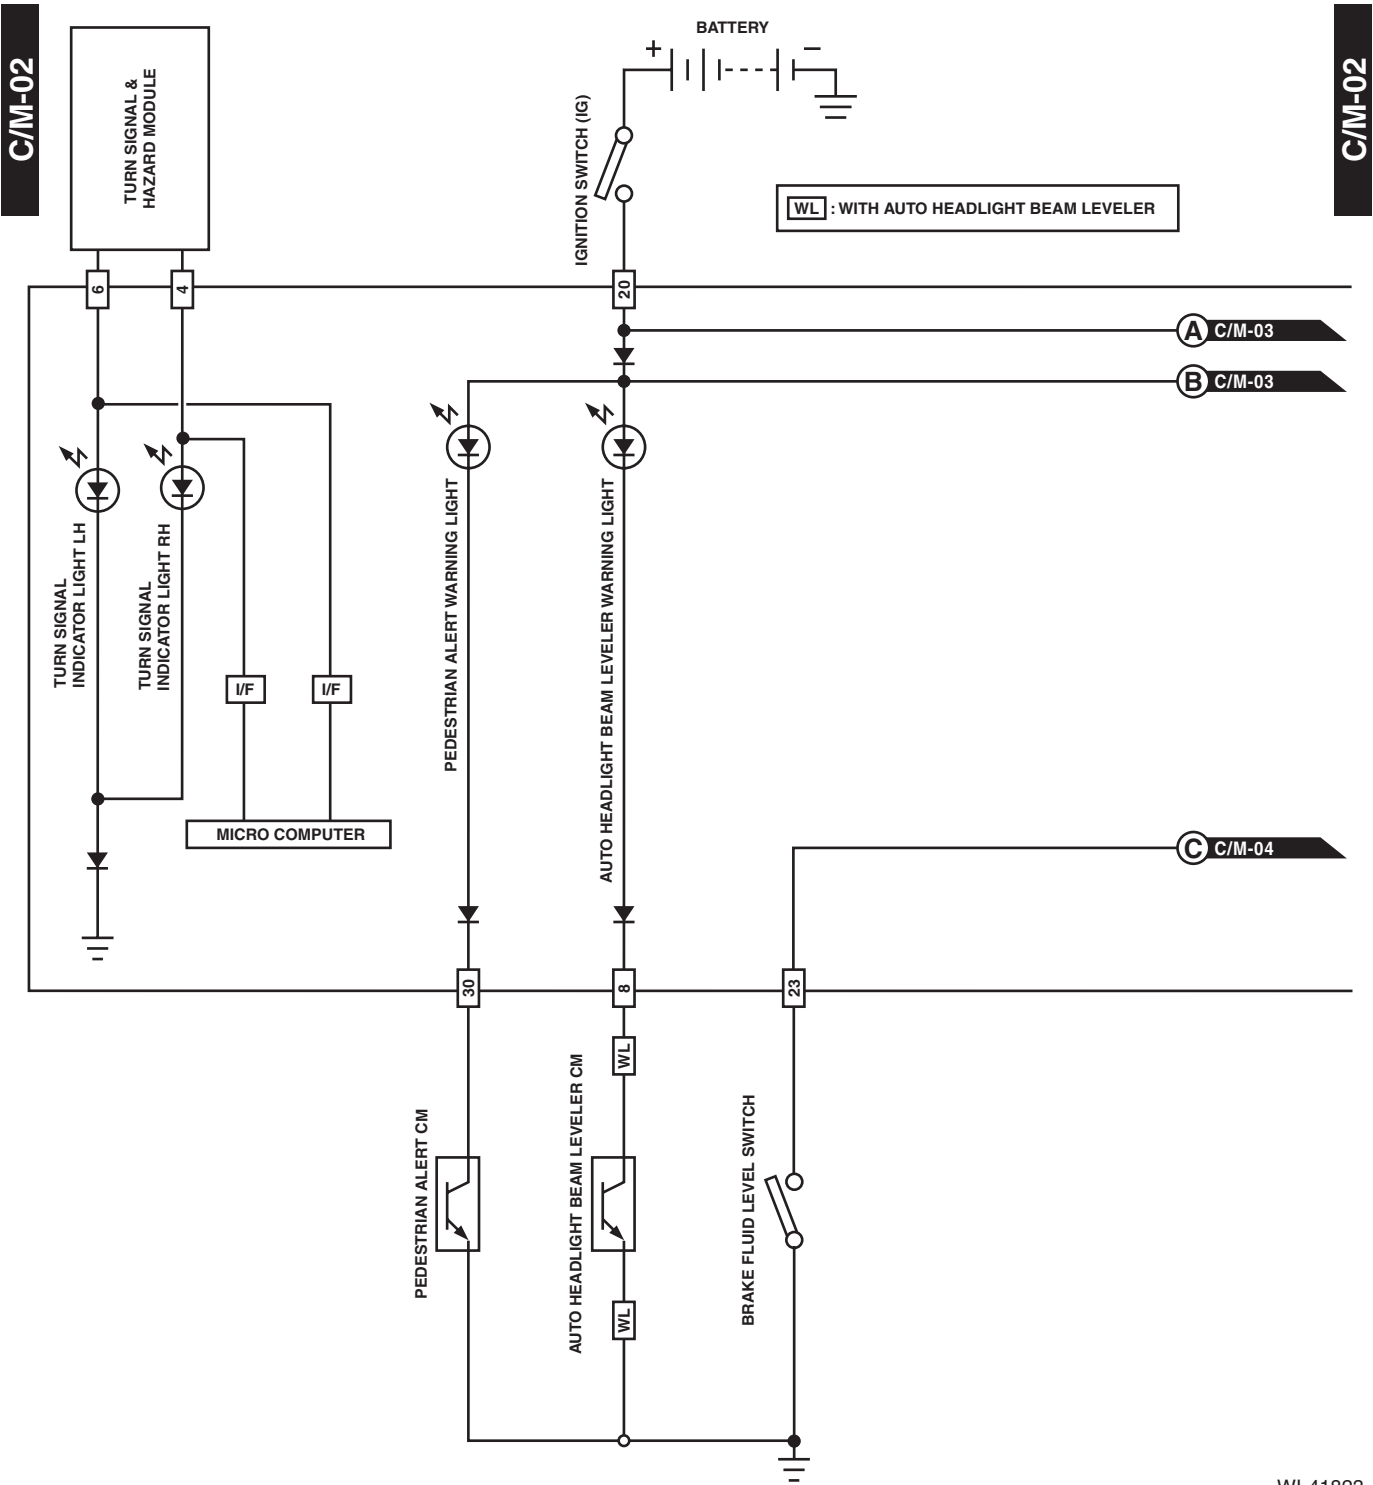 C/M-02
C/M-02
TURN SIGNAL &
HAZARD MODULE
BATTERY
+
−
IGNITION SWITCH (IG)
WL : WITH AUTO HEADLIGHT BEAM LEVELER
6
4
20
A C/M-03
B C/M-03
TURN SIGNAL
INDICATOR LIGHT LH
TURN SIGNAL
INDICATOR LIGHT RH
PEDESTRIAN ALERT WARNING LIGHT
AUTO HEADLIGHT BEAM LEVELER WARNING LIGHT
I/F
I/F
MICRO COMPUTER
C C/M-04
30
8
23
WL
PEDESTRIAN ALERT CM
AUTO HEADLIGHT BEAM LEVELER CM
BRAKE FLUID LEVEL SWITCH
WL